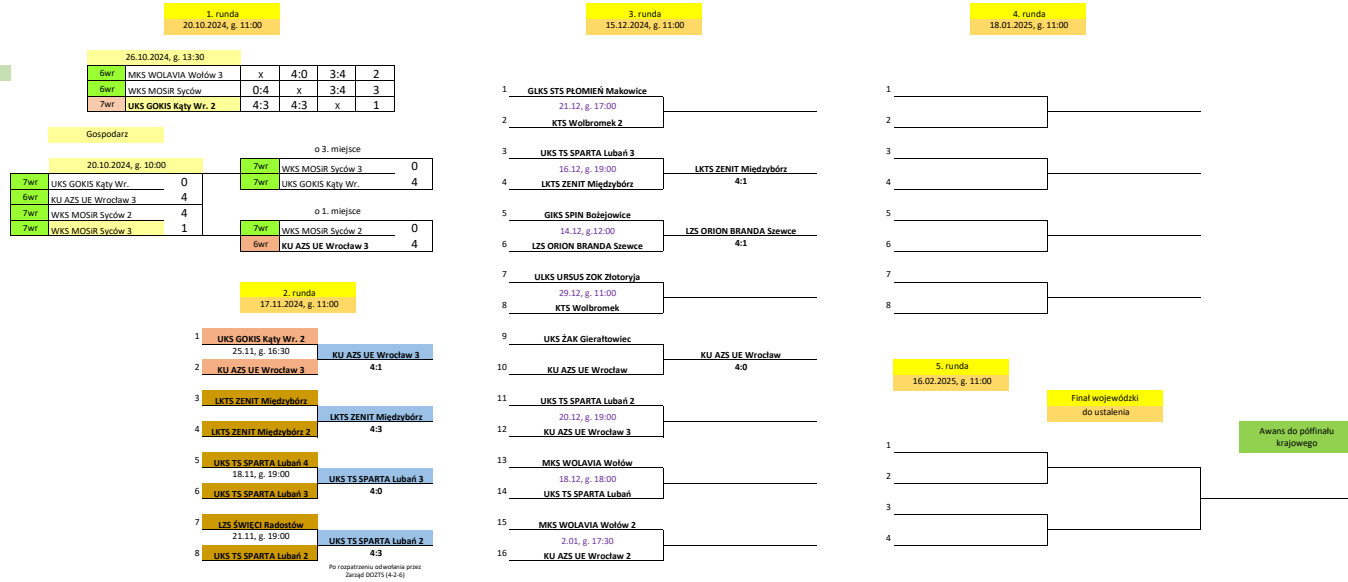 1. runda
20.10.2024, g. 11:00
26.10.2024, g. 13:30
6wr MKS WOLAVIA Wołów 3 x 4:0 3:4 2
6wr WKS MOSiR Syców 0:4 x 3:4 3
7wr UKS GOKIS Kąty Wr. 2 4:3 4:3 x 1
Gospodarz
20.10.2024, g. 10:00
7wr UKS GOKIS Kąty Wr. 0
6wr KU AZS UE Wrocław 3 4
7wr WKS MOSiR Syców 2 4
7wr WKS MOSiR Syców 3 1
o 3. miejsce
7wr WKS MOSiR Syców 3 0
7wr UKS GOKIS Kąty Wr. 4
o 1. miejsce
7wr WKS MOSiR Syców 2 0
6wr KU AZS UE Wrocław 3 4
2. runda
17.11.2024, g. 11:00
1 UKS GOKIS Kąty Wr. 2
25.11, g. 16:30
2 KU AZS UE Wrocław 3
KU AZS UE Wrocław 3
4:1
3 LKTS ZENIT Międzybórz
4 LKTS ZENIT Międzybórz 2
LKTS ZENIT Międzybórz
4:3
5 UKS TS SPARTA Lubań 4
18.11, g. 19:00
6 UKS TS SPARTA Lubań 3
UKS TS SPARTA Lubań 3
4:0
7 LZS ŚWIĘCI Radostów
21.11, g. 19:00
8 UKS TS SPARTA Lubań 2
UKS TS SPARTA Lubań 2
4:3
Po rozpatrzeniu odwołania przez
Zarząd DOZTS (4-2-6)
3. runda
15.12.2024, g. 11:00
1 GLKS STS PŁOMIEŃ Makowice
21.12, g. 17:00
2 KTS Wolbromek 2
3 UKS TS SPARTA Lubań 3
16.12, g. 19:00
4 LKTS ZENIT Międzybórz
LKTS ZENIT Międzybórz
4:1
5 GIKS SPIN Bożejowice
14.12, g.12:00
6 LZS ORION BRANDA Szewce
LZS ORION BRANDA Szewce
4:1
7 ULKS URSUS ZOK Złotoryja
29.12, g. 11:00
8 KTS Wolbromek
9 UKS ŻAK Gierałtowiec
10 KU AZS UE Wrocław
KU AZS UE Wrocław
4:0
11 UKS TS SPARTA Lubań 2
20.12, g. 19:00
12 KU AZS UE Wrocław 3
13 MKS WOLAVIA Wołów
18.12, g. 18:00
14 UKS TS SPARTA Lubań
15 MKS WOLAVIA Wołów 2
2.01, g. 17:30
16 KU AZS UE Wrocław 2
4. runda
18.01.2025, g. 11:00
1
2
3
4
5
6
7
8
5. runda
16.02.2025, g. 11:00
Finał wojewódzki
do ustalenia
Awans do półfinału
krajowego
1
2
3
4